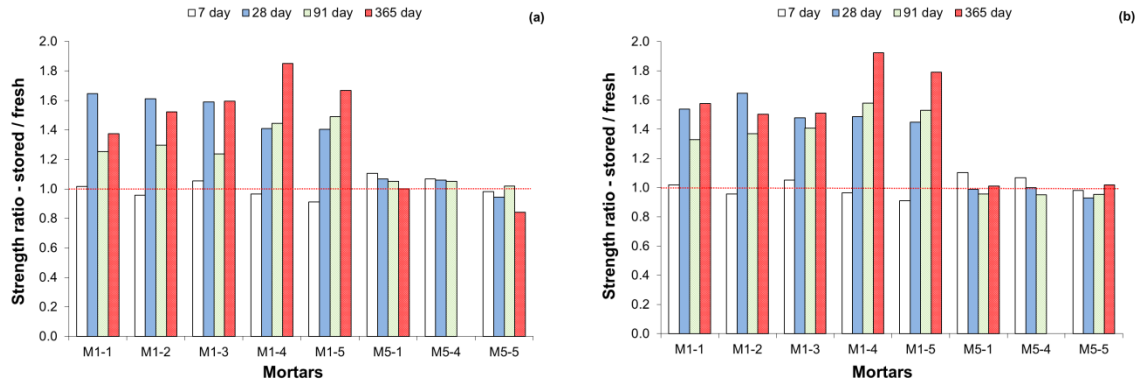 7 day 28 day 91 day 365 day (a)
Strength ratio - stored / fresh
2.0
1.8
1.6
1.4
1.2
1.0
0.8
0.6
0.4
0.2
0.0
M1-1 M1-2 M1-3 M1-4 M1-5 M5-1 M5-4 M5-5
Mortars
7 day 28 day 91 day 365 day (b)
Strength ratio - stored / fresh
2.0
1.8
1.6
1.4
1.2
1.0
0.8
0.6
0.4
0.2
0.0
M1-1 M1-2 M1-3 M1-4 M1-5 M5-1 M5-4 M5-5
Mortars